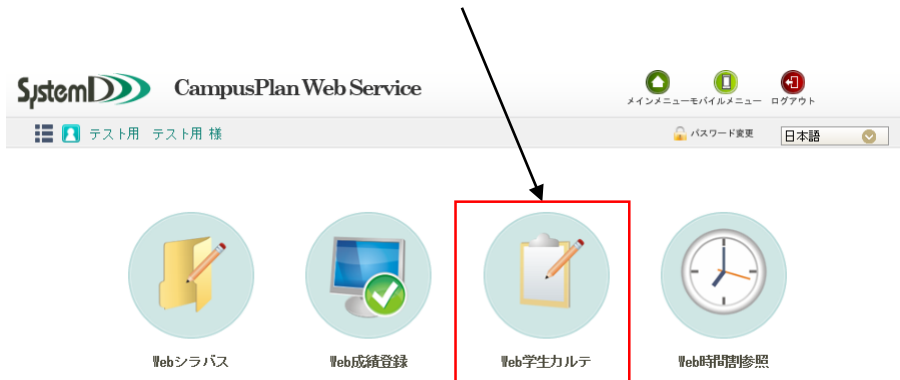 SystemD
CampusPlan Web Service
メインメニュー モバイルメニュー ログアウト
テスト用 テスト用 様
パスワード変更
日本語
Webシラバス
Web成績登録
Web学生カルテ
Web時間割参照